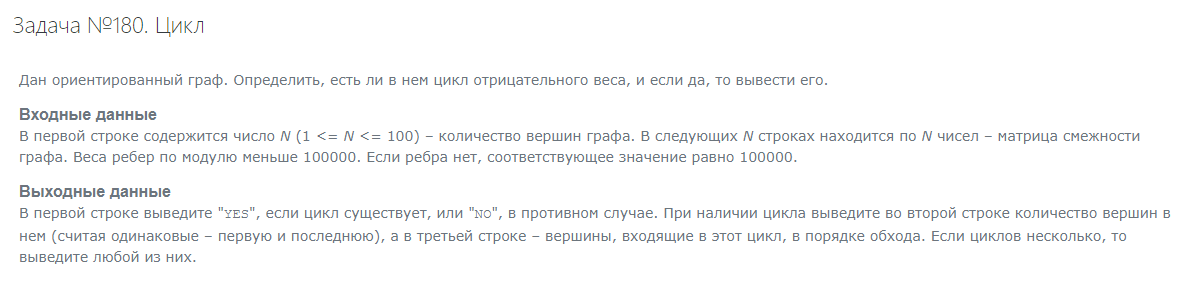 Задача №180. Цикл
Дан ориентированный граф. Определить, есть ли в нем цикл отрицательного веса, и если да, то вывести его.
Входные данные
В первой строке содержится число N (1 <= N <= 100) – количество вершин графа. В следующих N строках находится по N чисел – матрица смежности
графа. Веса ребер по модулю меньше 100000. Если ребра нет, соответствующее значение равно 100000.
Выходные данные
В первой строке выведите "YES", если цикл существует, или "NO", в противном случае. При наличии цикла выведите во второй строке количество вершин в
нем (считая одинаковые – первую и последнюю), а в третьей строке – вершины, входящие в этот цикл, в порядке обхода. Если циклов несколько, то
выведите любой из них.